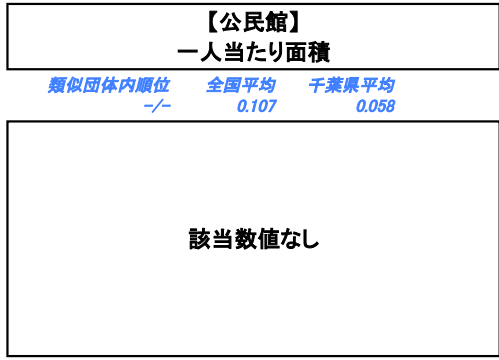 【公民館】
一人当たり面積
類似団体内順位 全国平均 千葉県平均
-/- 0.107 0.058
該当数値なし